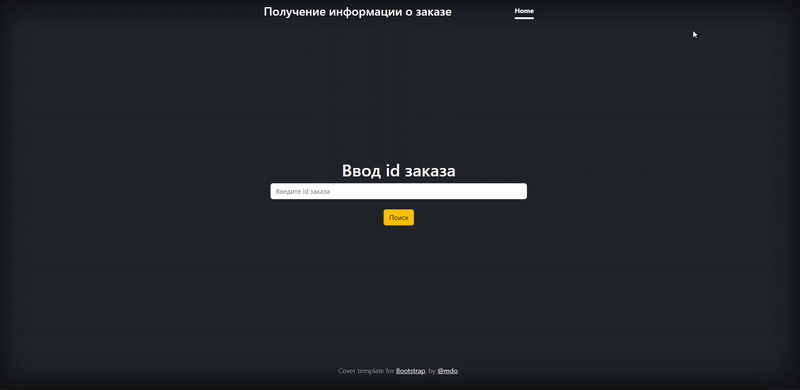 Получение информации о заказе
Home
Ввод id заказа
Введите id заказа
Поиск
Cover template for Bootstrap, by @mdo.